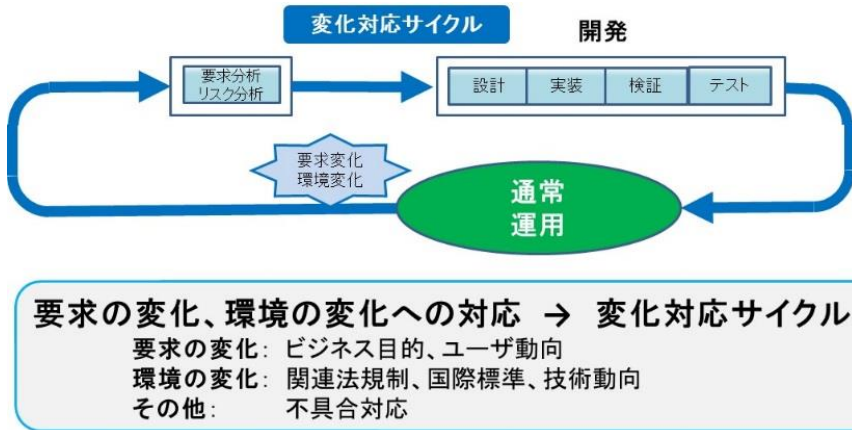 変化対応サイクル
開発
要求分析
リスク分析
設計
実装
検証
テスト
要求変化
環境変化
通常
運用
要求の変化、環境の変化への対応 → 変化対応サイクル
要求の変化: ビジネス目的、ユーザ動向
環境の変化: 関連法規制、国際標準、技術動向
その他: 不具合対応